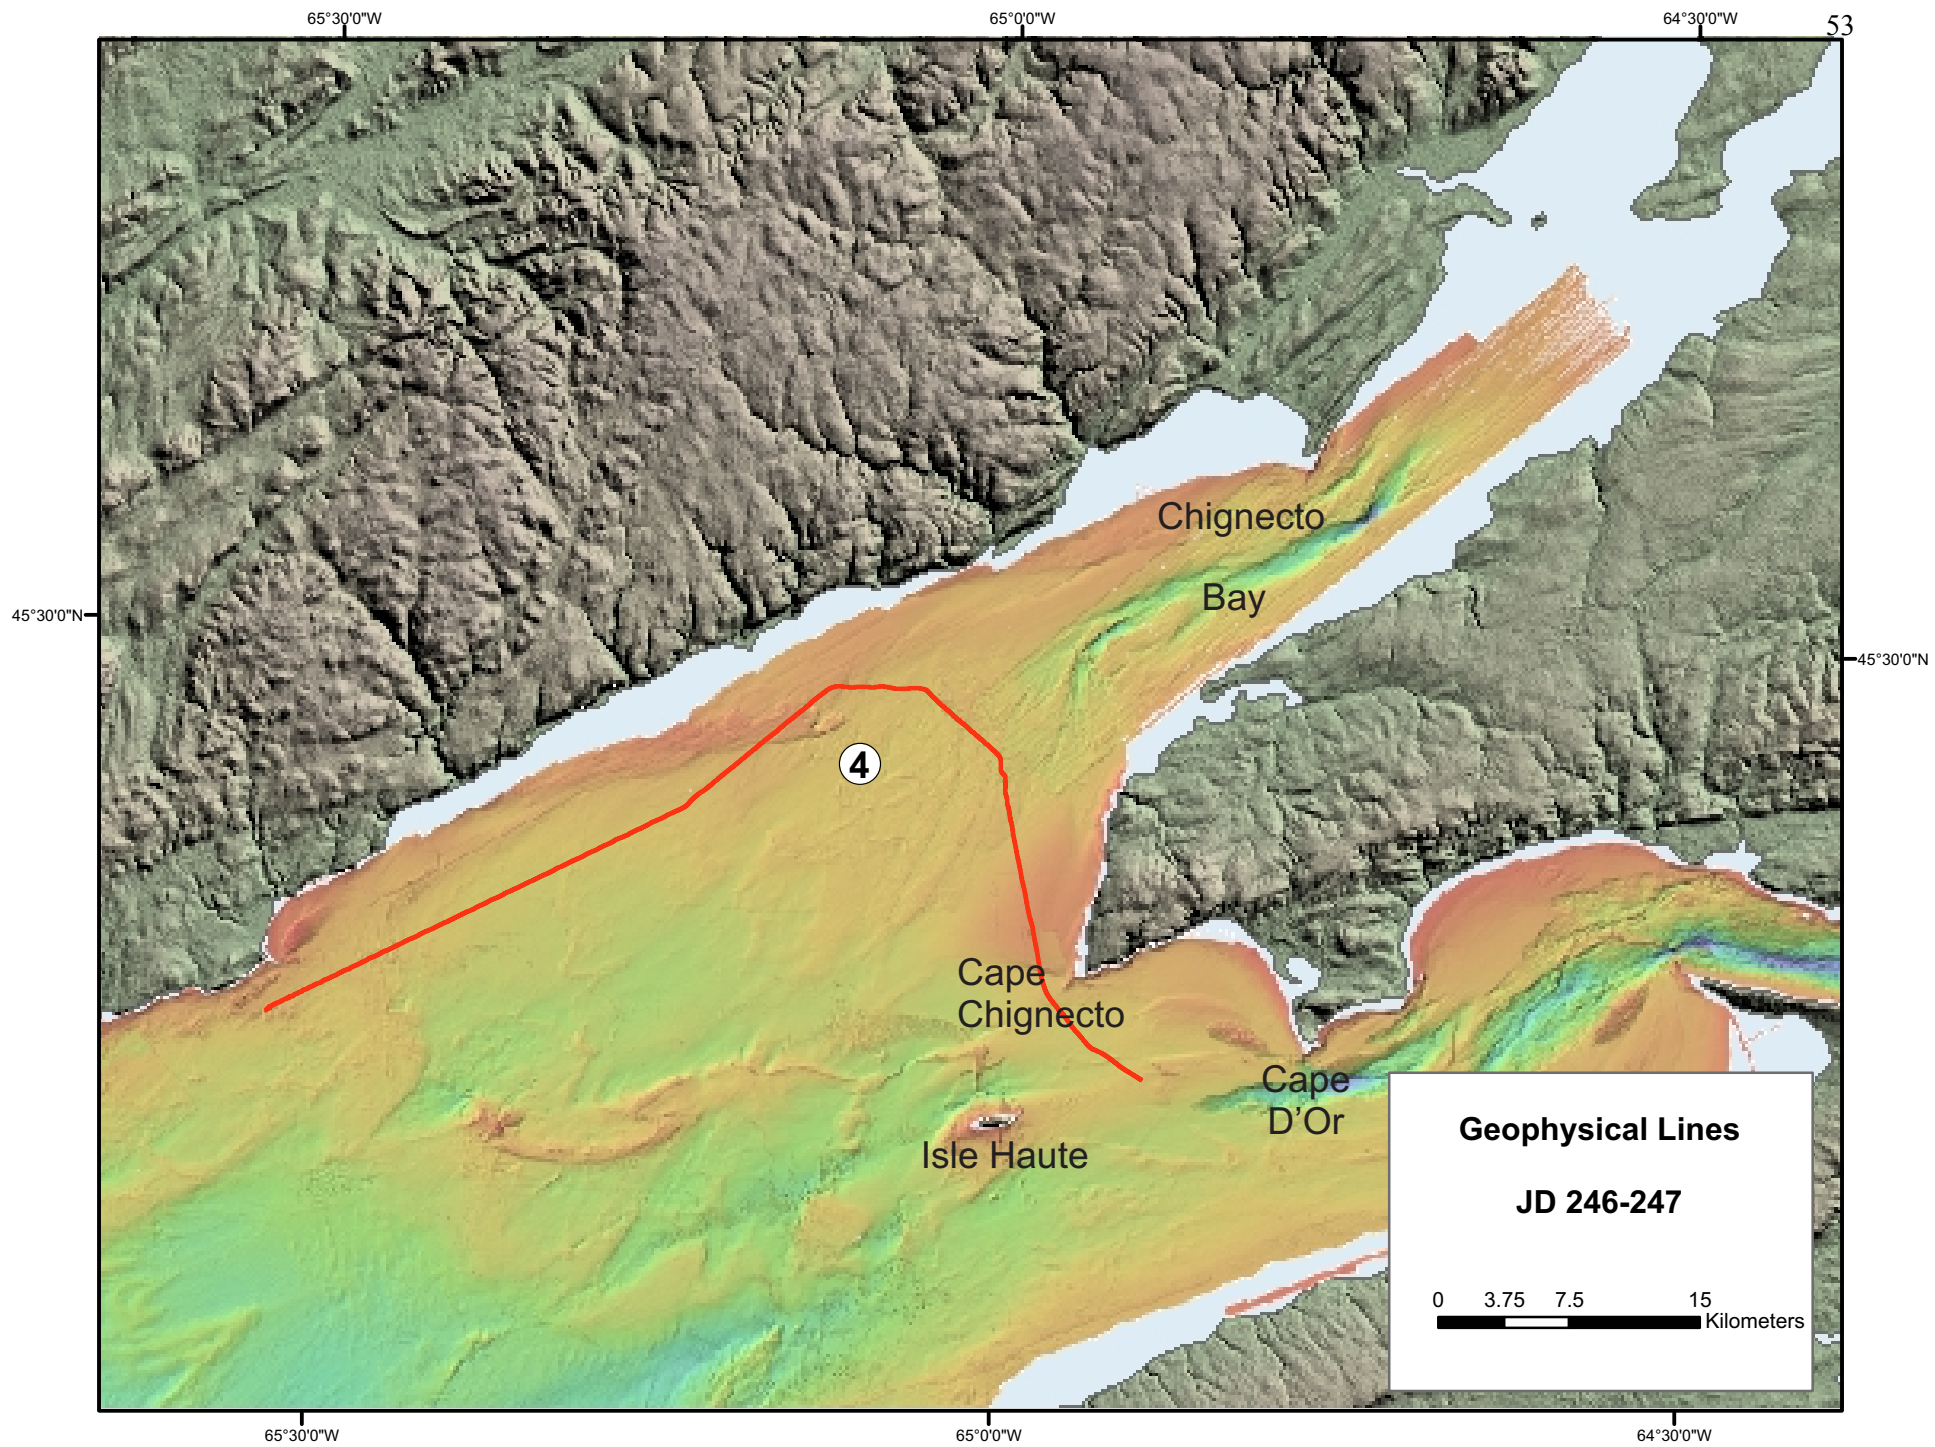 65°30'0"W
65°0'0"W
64°30'0"W
53
Chignecto
Bay
45°30'0"N
45°30'0"N
4
Cape
Chignecto
Cape
D’Or
Isle Haute
Geophysical Lines
JD 246-247
0 3.75 7.5 15
Kilometers
65°30'0"W
65°0'0"W
64°30'0"W